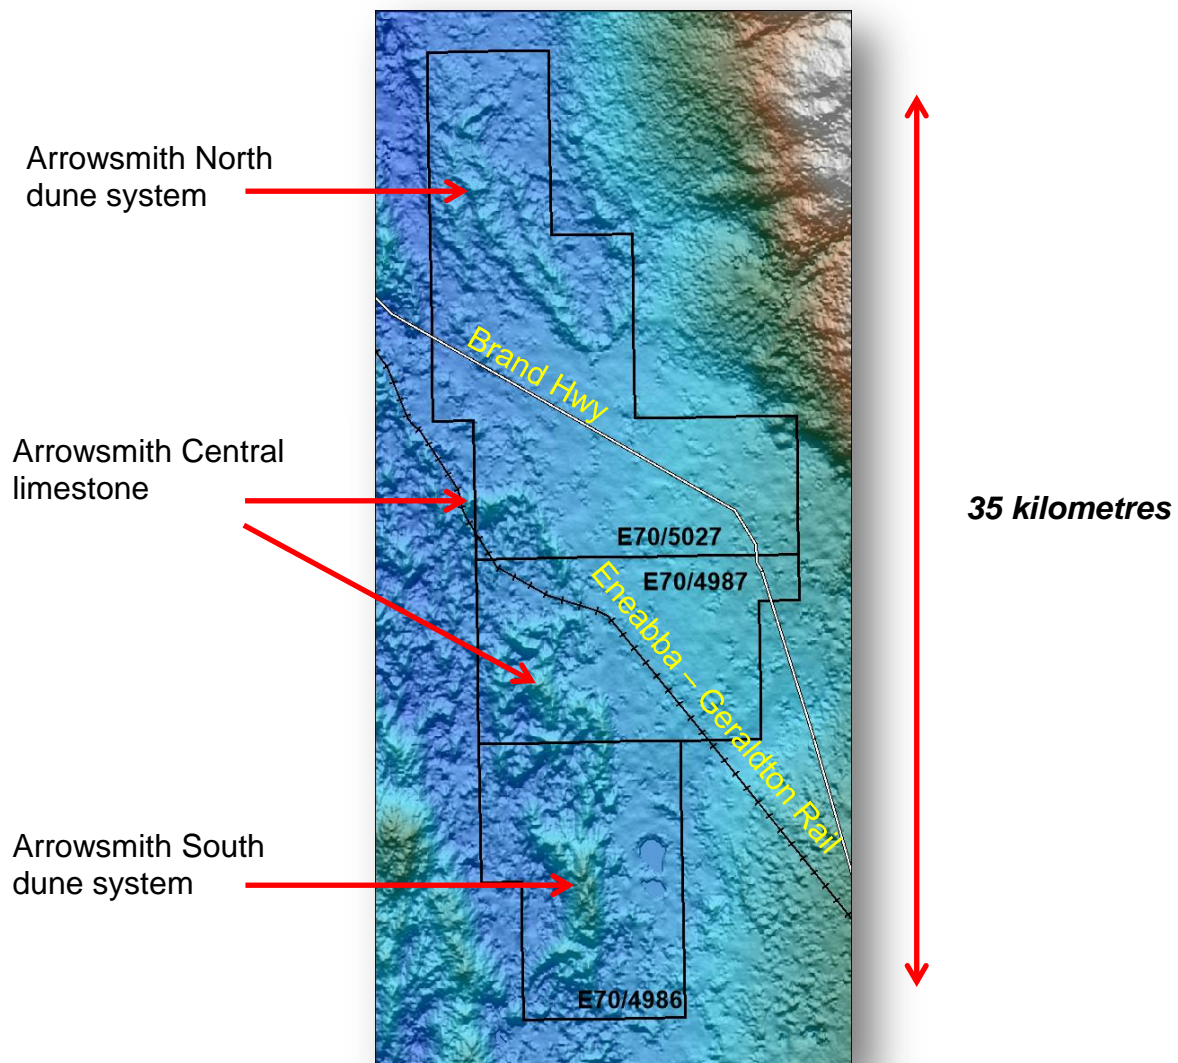 Arrowsmith North
dune system
Brand Hwy
Arrowsmith Central
limestone
35 kilometres
E70/5027
E70/4987
Eneabba – Geraldton Rail
Arrowsmith South
dune system
E70/4986